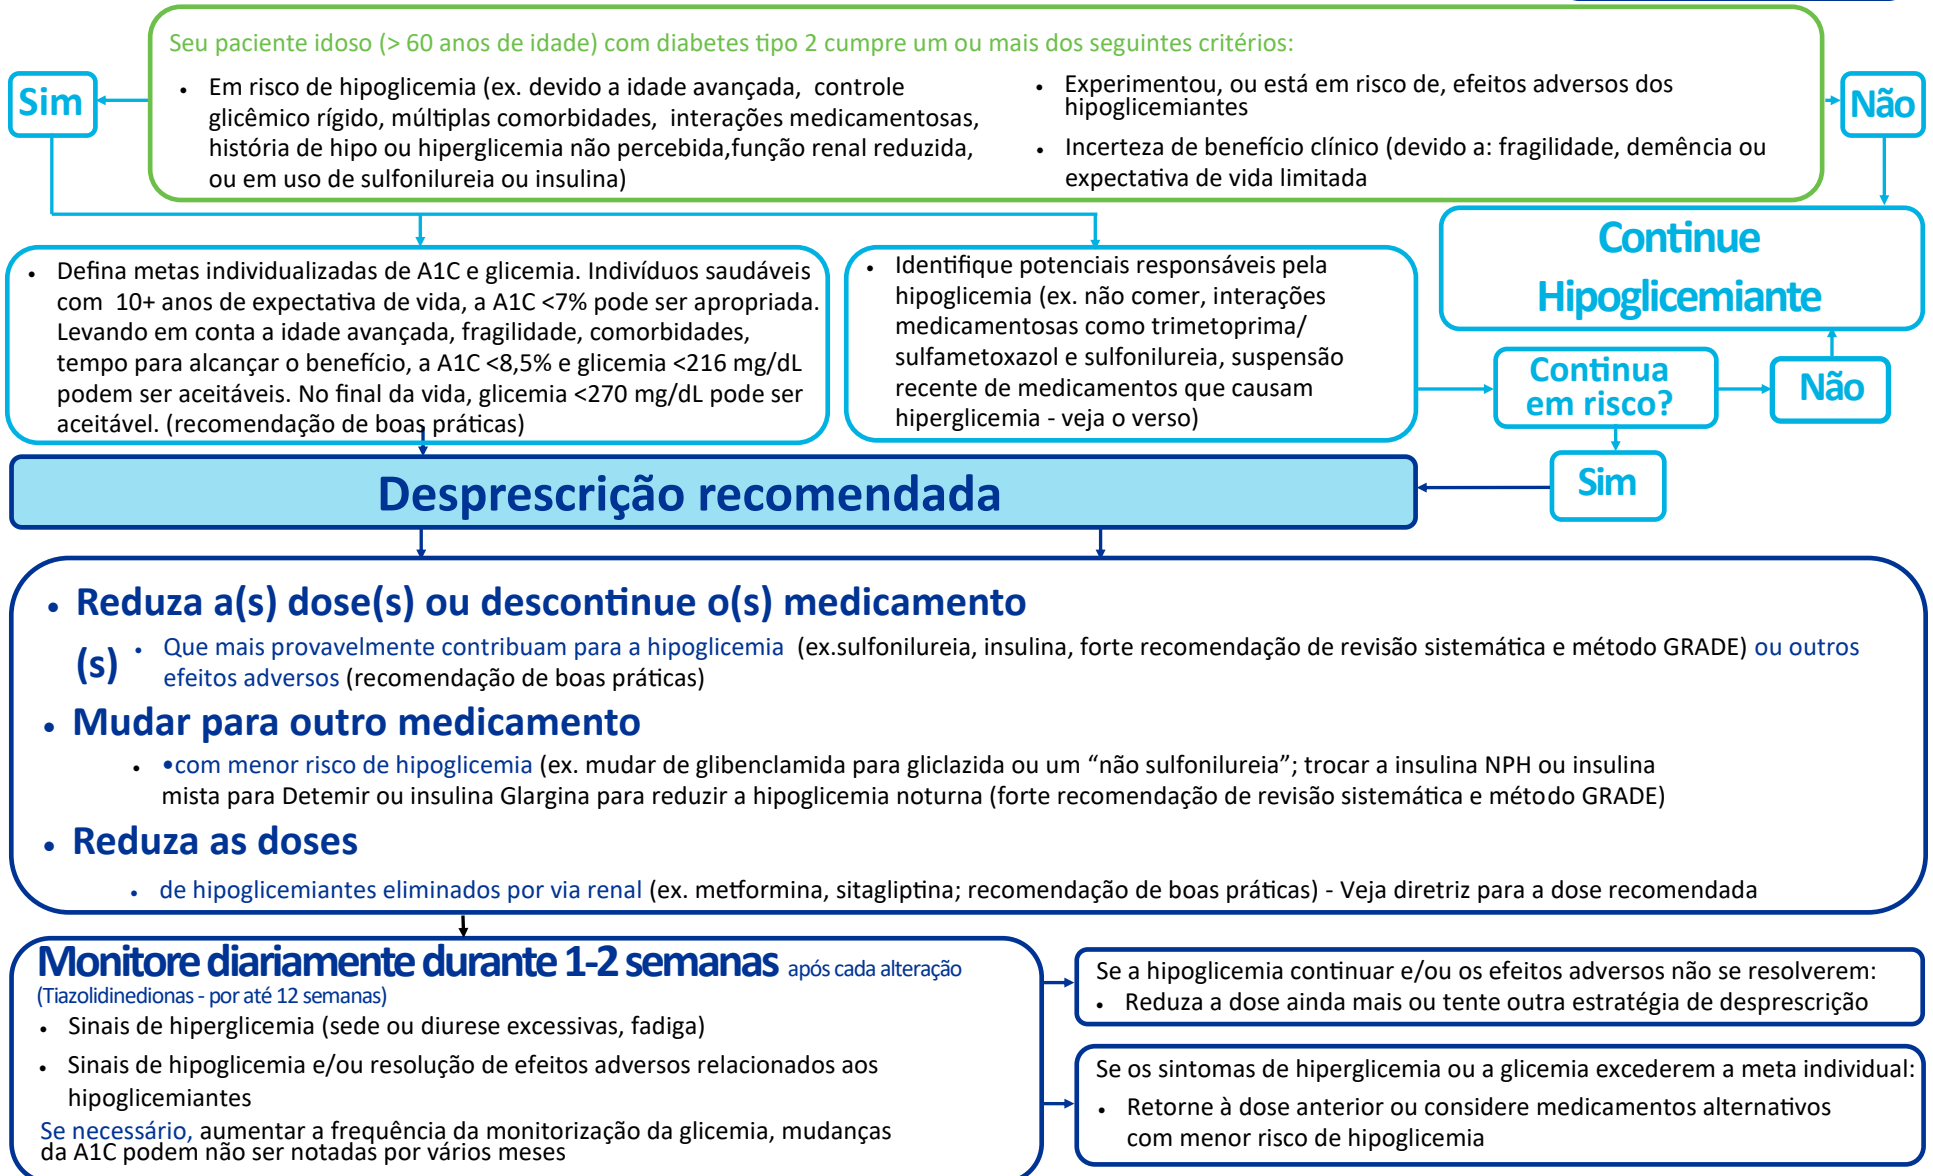 Seu paciente idoso (> 60 anos de idade) com diabetes tipo 2 cumpre um ou mais dos seguintes critérios:
• Em risco de hipoglicemia (ex. devido a idade avançada, controle
glicêmico rígido, múltiplas comorbidades, interações medicamentosas,
história de hipo ou hiperglicemia não percebida,função renal reduzida,
ou em uso de sulfonilureia ou insulina)
• Experimentou, ou está em risco de, efeitos adversos dos
hipoglicemiantes
• Incerteza de benefício clínico (devido a: fragilidade, demência ou
expectativa de vida limitada
Sim
Não
• Defina metas individualizadas de A1C e glicemia. Indivíduos saudáveis
com 10+ anos de expectativa de vida, a A1C <7% pode ser apropriada.
Levando em conta a idade avançada, fragilidade, comorbidades,
tempo para alcançar o benefício, a A1C <8,5% e glicemia <216 mg/dL
podem ser aceitáveis. No final da vida, glicemia <270 mg/dL pode ser
aceitável. (recomendação de boas práticas)
• Identifique potenciais responsáveis pela
hipoglicemia (ex. não comer, interações
medicamentosas como trimetoprima/
sulfametoxazol e sulfonilureia, suspensão
recente de medicamentos que causam
hiperglicemia - veja o verso)
Continue
Hipoglicemiante
Continua
em risco?
Não
Sim
Desprescrição recomendada
• Reduza a(s) dose(s) ou descontinue o(s) medicamento
(s)
• Que mais provavelmente contribuam para a hipoglicemia (ex.sulfonilureia, insulina, forte recomendação de revisão sistemática e método GRADE) ou outros
efeitos adversos (recomendação de boas práticas)
• Mudar para outro medicamento
• •com menor risco de hipoglicemia (ex. mudar de glibenclamida para gliclazida ou um “não sulfonilureia”; trocar a insulina NPH ou insulina
mista para Detemir ou insulina Glargina para reduzir a hipoglicemia noturna (forte recomendação de revisão sistemática e método GRADE)
• Reduza as doses
• de hipoglicemiantes eliminados por via renal (ex. metformina, sitagliptina; recomendação de boas práticas) - Veja diretriz para a dose recomendada
Monitore diariamente durante 1-2 semanas após cada alteração
(Tiazolidinedionas - por até 12 semanas)
• Sinais de hiperglicemia (sede ou diurese excessivas, fadiga)
• Sinais de hipoglicemia e/ou resolução de efeitos adversos relacionados aos
hipoglicemiantes
Se necessário, aumentar a frequência da monitorização da glicemia, mudanças
da A1C podem não ser notadas por vários meses
Se a hipoglicemia continuar e/ou os efeitos adversos não se resolverem:
• Reduza a dose ainda mais ou tente outra estratégia de desprescrição
Se os sintomas de hiperglicemia ou a glicemia excederem a meta individual:
• Retorne à dose anterior ou considere medicamentos alternativos
com menor risco de hipoglicemia